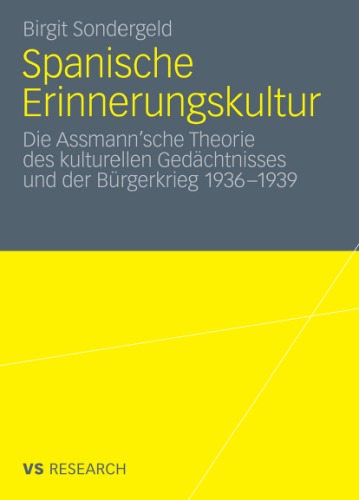 Birgit Sondergeld
Spanische
Erinnerungskultur
Die Assmann’sche Theorie
des kulturellen Gedächtnisses
und der Bürgerkrieg 1936–1939
VS RESEARCH